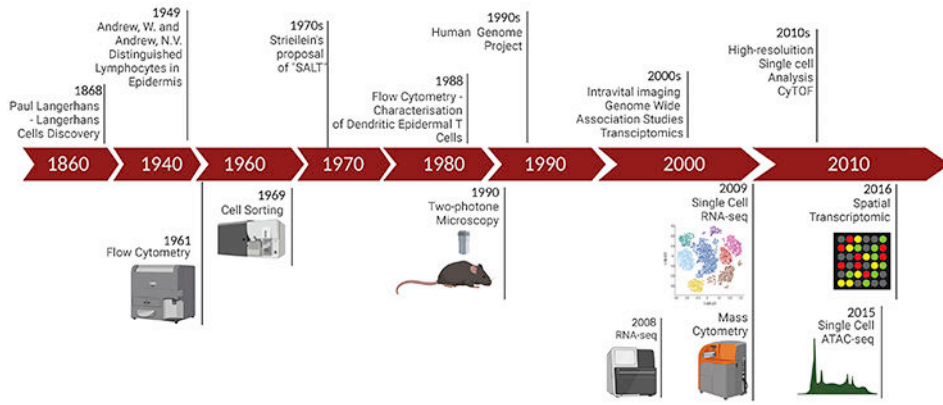 1868
Paul Langerhans
- Langerhans
Cells Discovery
1949
Andrew, W. and
Andrew, N.V.
Distinguished
Lymphocytes in
Epidermis
1970s
Strieilein's
proposal
of "SALT"
1988
Flow Cytometry -
Characterisation
of Dendritic Epidermal T
Cells
1990s
Human Genome
Project
2000s
Intravital imaging
Genome Wide
Association Studies
Transciptomics
2010s
High-resoluition
Single cell
Analysis
CyTOF
1860
1940
1960
1970
1980
1990
2000
2010
1961
Flow Cytometry
1969
Cell Sorting
1990
Two-photone
Microscopy
2008
RNA-seq
2009
Single Cell
RNA-seq
Mass
Cytometry
2016
Spatial
Transcriptomic
2015
Single Cell
ATAC-seq